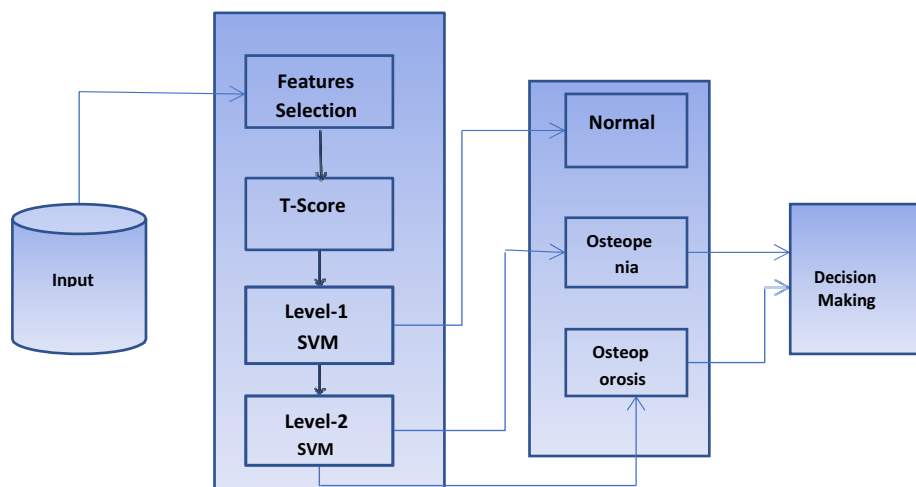 Input
Features
Selection
T-Score
Level-1
SVM
Level-2
SVM
Normal
Osteope
nia
Osteop
orosis
Decision
Making